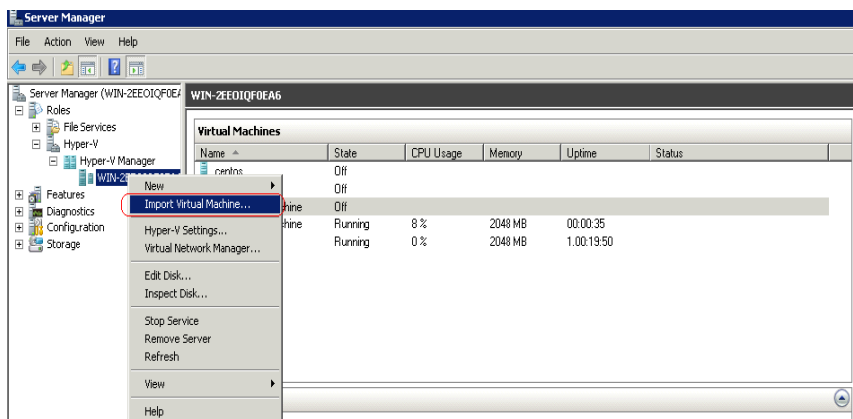 Server Manager
File Action View Help
Server Manager (WIN-2EEOIQF0EA
WIN-2EEOIQF0EA6
Roles
File Services
Hyper-V
Hyper-V Manager
Features
Diagnostics
Configuration
Storage
Virtual Machines
Name State CPU Usage Memory Uptime Status
centos Off
Off
hine Off
hine Running 8 % 2048 MB 00:00:35
Running 0 % 2048 MB 1.00:19:50
New
Import Virtual Machine...
Hyper-V Settings...
Virtual Network Manager...
Edit Disk...
Inspect Disk...
Stop Service
Remove Server
Refresh
View
Help